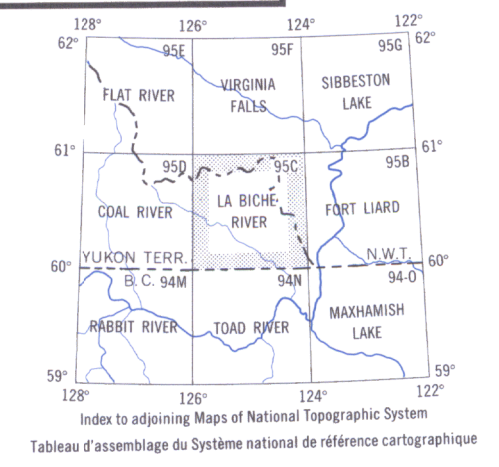 128° 126° 124° 122°
62° 95E 95F 95G 62°
FLAT RIVER
VIRGINIA
FALLS
SIBBESTON
LAKE
61° 95D 95C 95B 61°
COAL RIVER
LA BICHE
RIVER
FORT LIARD
YUKON TERR. N.W.T.
60° 60°
B.C. 94M 94N 94-O
RABBIT RIVER
TOAD RIVER
MAXHAMISH
LAKE
59° 59°
128° 126° 124° 122°
Index to adjoining Maps of National Topographic System
Tableau d'assemblage du Système national de référence cartographique